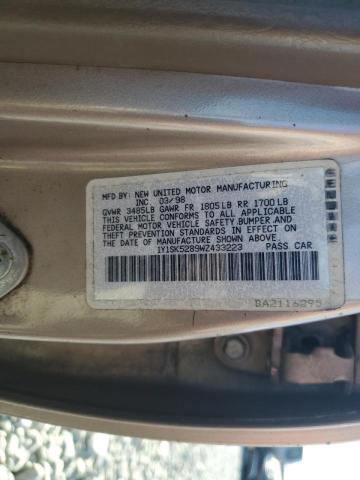 MFD. BY: NEW UNITED MOTOR MANUFACTURING
INC. 03/98
GVWR 3485LB GAWR FR 1805LB RR 1700LB
THIS VEHICLE CONFORMS TO ALL APPLICABLE
FEDERAL MOTOR VEHICLE SAFETY,BUMPER,AND
THEFT PREVENTION STANDARDS IN EFFECT ON
THE DATE OF MANUFACTURE SHOWN ABOVE.
1Y1SK5289WZ433223 PASS CAR
BA2116295